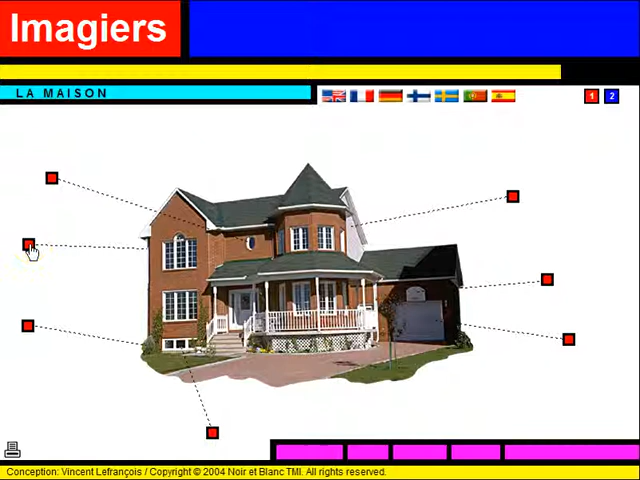 Imagiers
LA MAISON
1 2
Conception: Vincent Lefrançois / Copyright © 2004 Noir et Blanc TMI. All rights reserved.